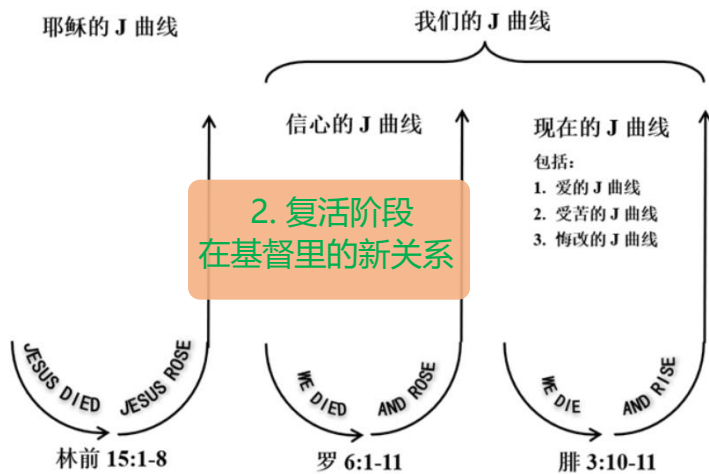 耶稣的 J 曲线
我们的 J 曲线
信心的 J 曲线
现在的 J 曲线
包括：
1. 爱的 J 曲线
2. 受苦的 J 曲线
3. 悔改的 J 曲线
2. 复活阶段
在基督里的新关系
JESUS DIED
JESUS ROSE
WE DIED
AND ROSE
WE DIE
AND RISE
林前 15:1-8
罗 6:1-11
腓 3:10-11